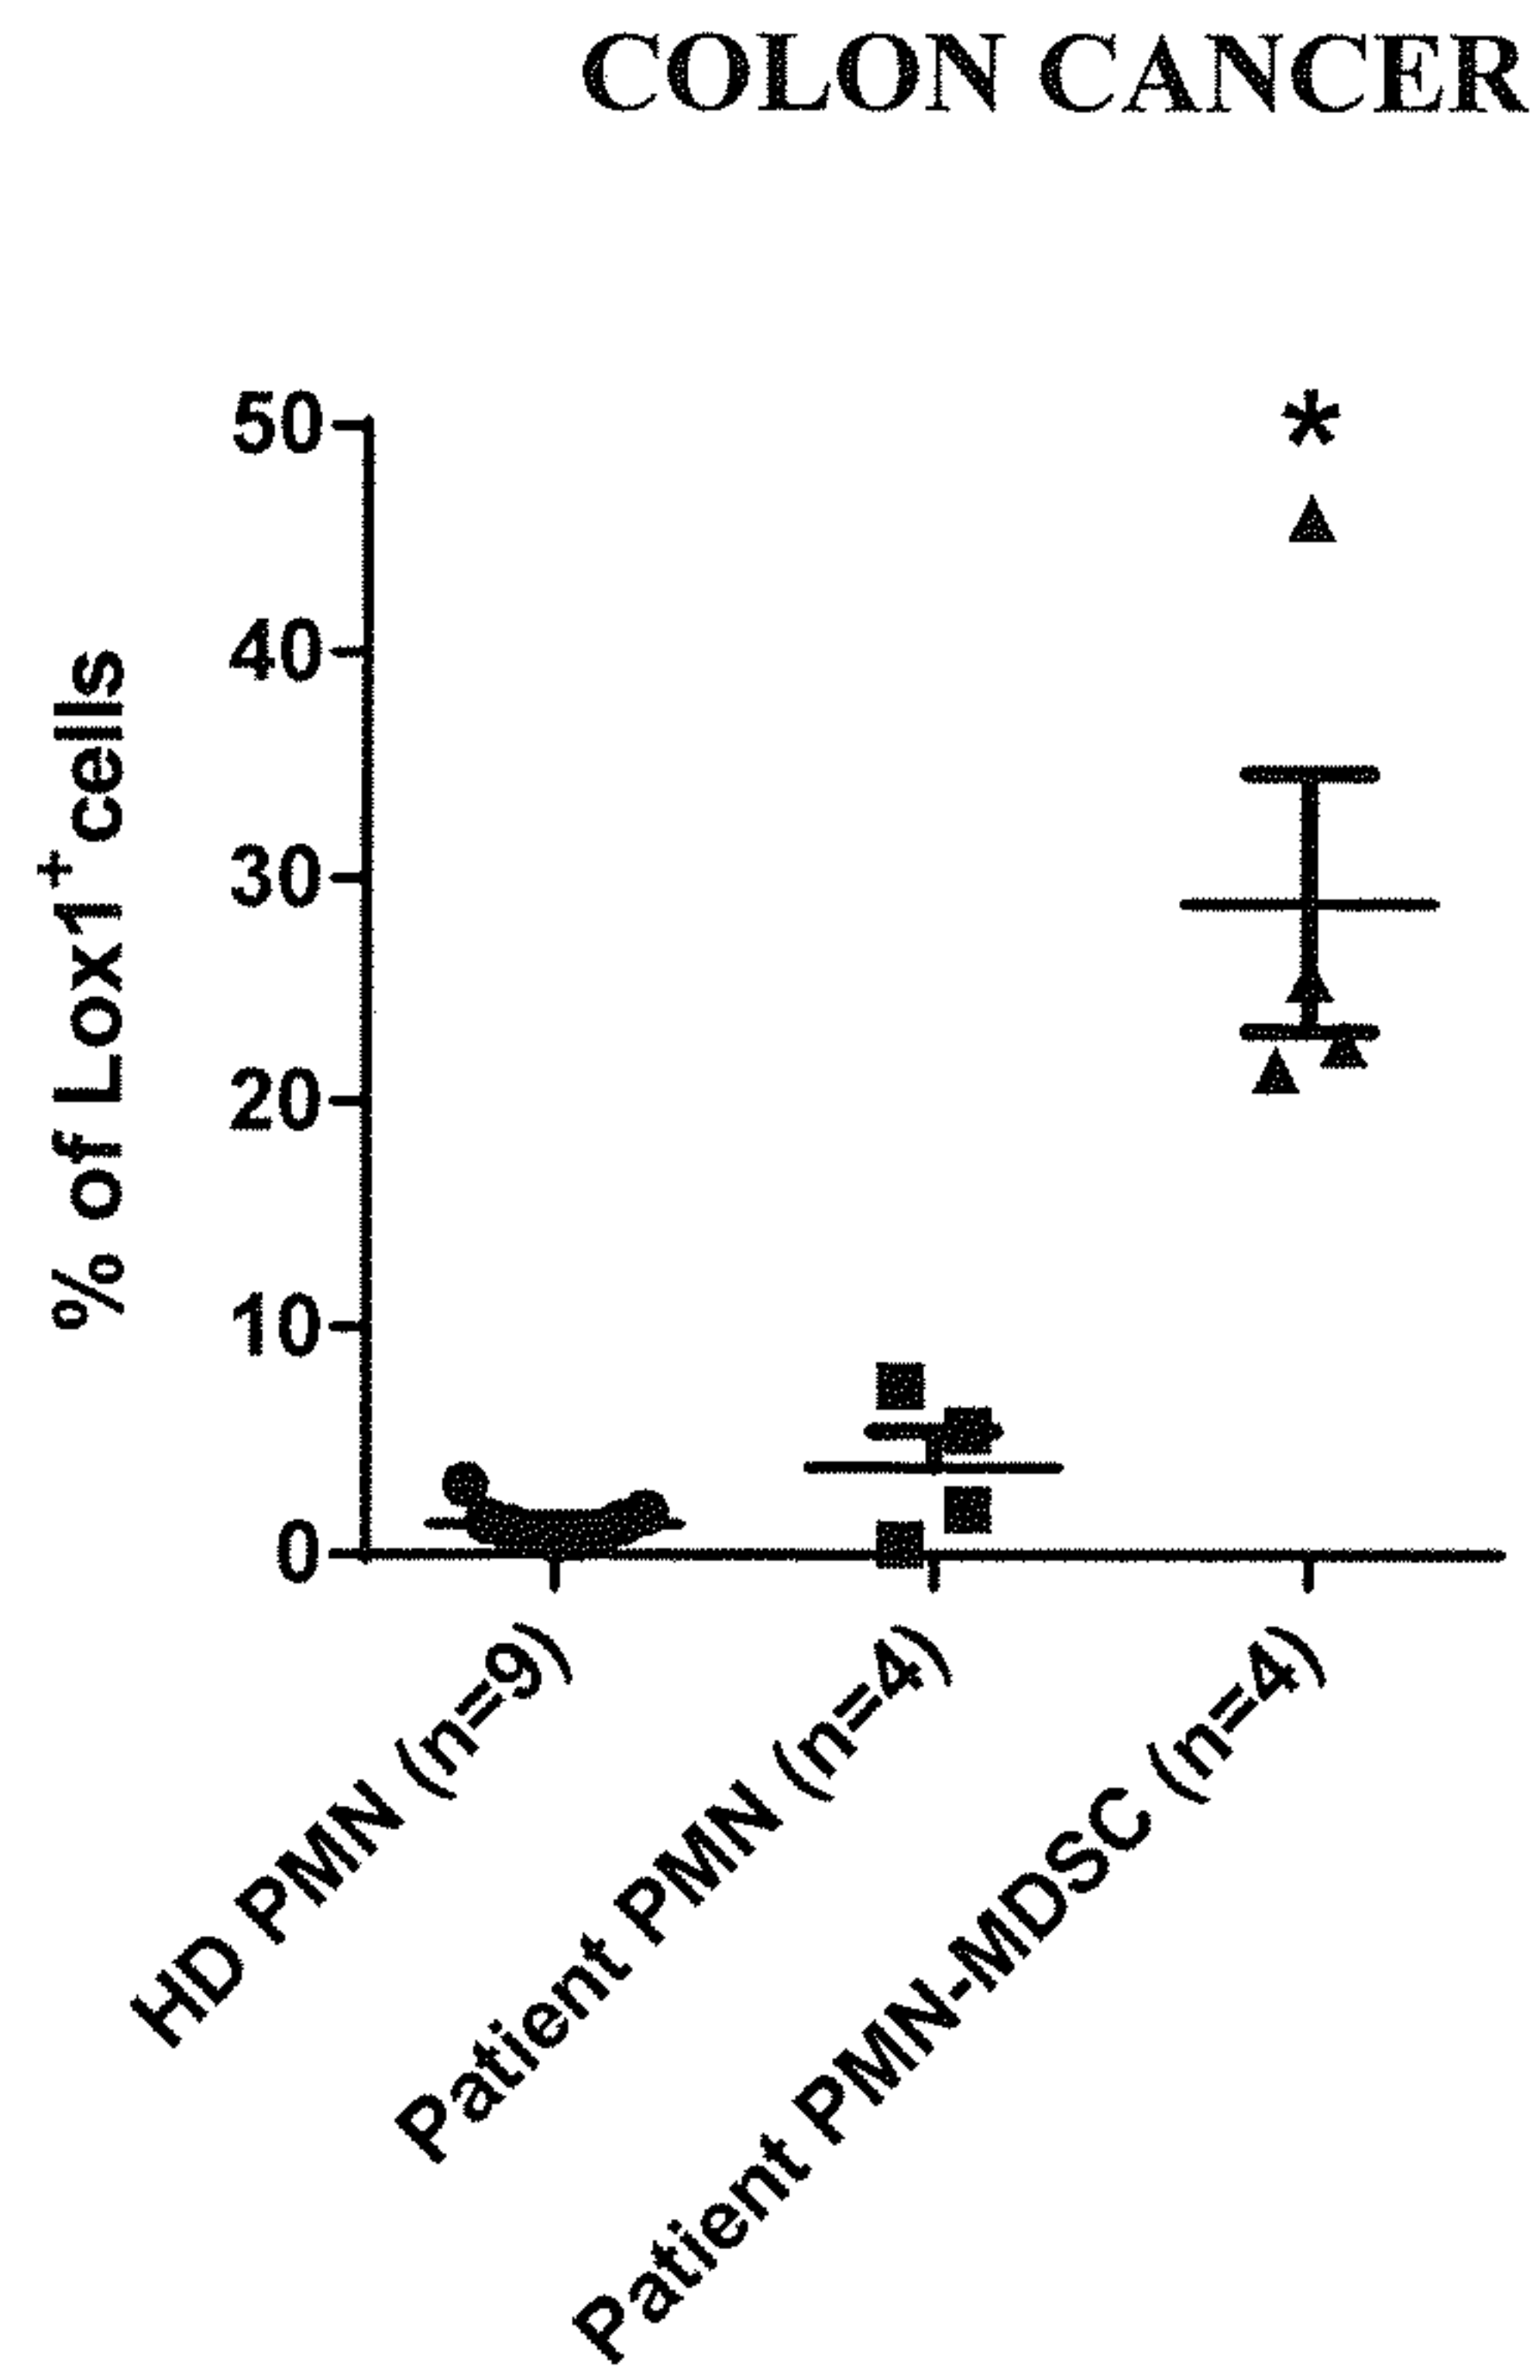 COLON CANCER
*
% of Lox1⁺cells
50
40
30
20
10
0
HD PMN (n=9)
Patient PMN (n=4)
Patient PMN-MDSC (n=4)